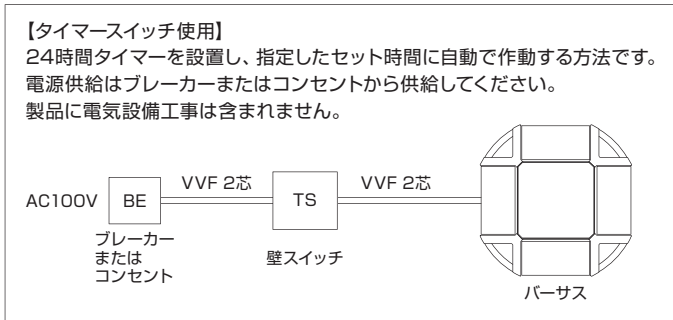 【タイマースイッチ使用】
24時間タイマーを設置し、指定したセット時間に自動で作動する方法です。
電源供給はブレーカーまたはコンセントから供給してください。
製品に電気設備工事は含まれません。
AC100V
BE
VVF 2芯
TS
VVF 2芯
ブレーカー
または
コンセント
壁スイッチ
バーサス